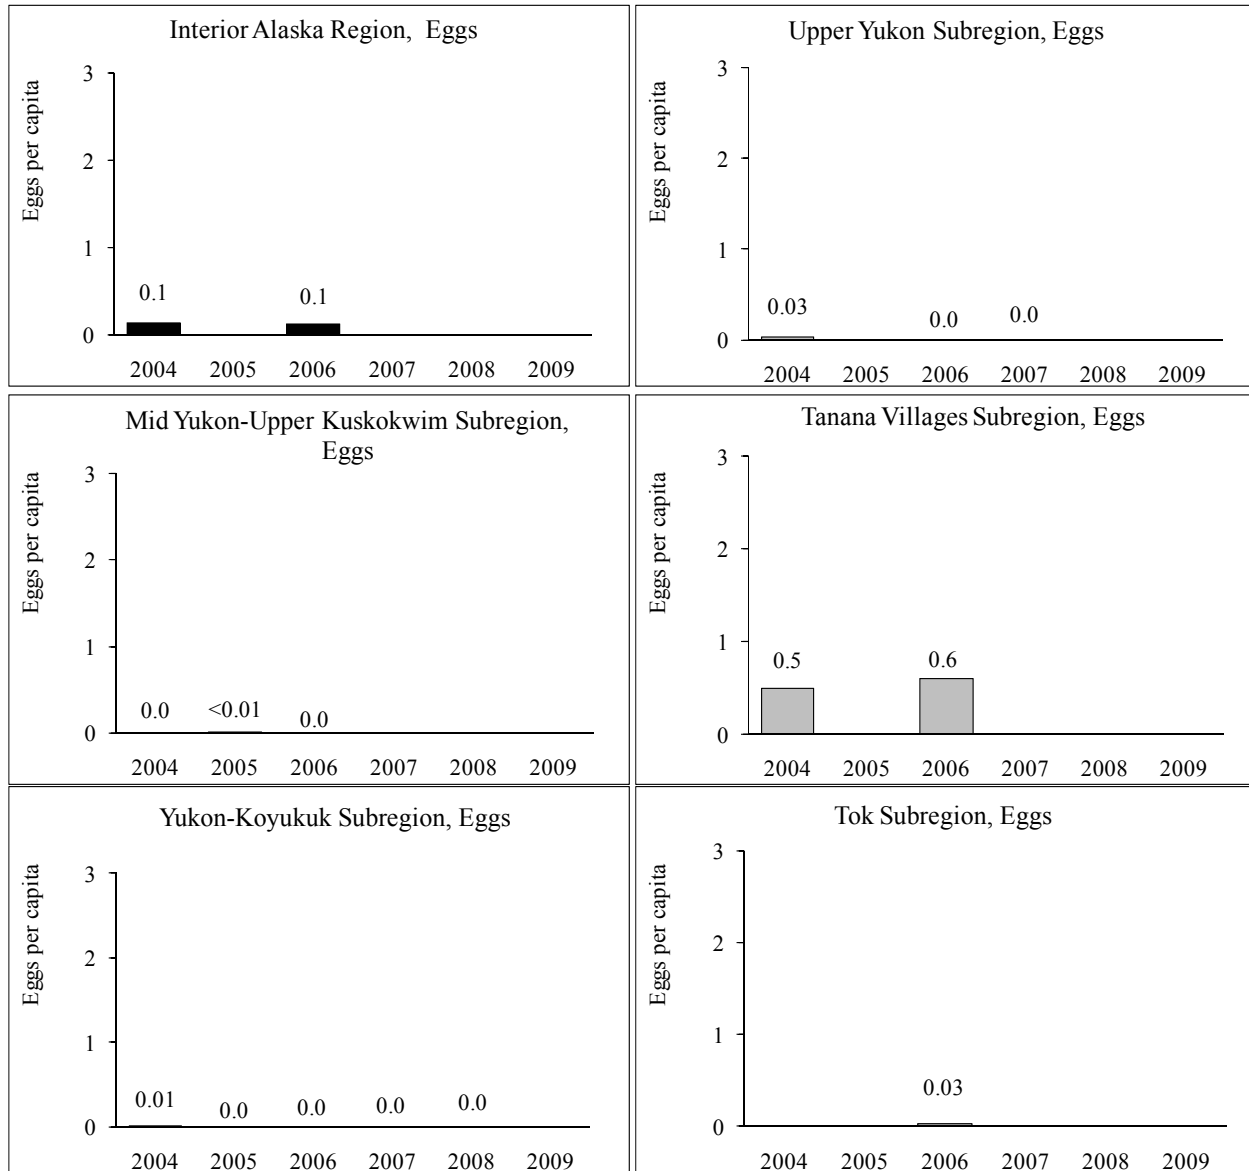 Interior Alaska Region, Eggs
Eggs per capita
3
2
1
0
0.1
0.1
2004 2005 2006 2007 2008 2009
Upper Yukon Subregion, Eggs
Eggs per capita
3
2
1
0
0.03
0.0
0.0
2004 2005 2006 2007 2008 2009
Mid Yukon-Upper Kuskokwim Subregion,
Eggs
Eggs per capita
3
2
1
0
0.0
<0.01
0.0
2004 2005 2006 2007 2008 2009
Tanana Villages Subregion, Eggs
Eggs per capita
3
2
1
0
0.5
0.6
2004 2005 2006 2007 2008 2009
Yukon-Koyukuk Subregion, Eggs
Eggs per capita
3
2
1
0
0.01
0.0
0.0
0.0
0.0
2004 2005 2006 2007 2008 2009
Tok Subregion, Eggs
Eggs per capita
3
2
1
0
0.03
2004 2005 2006 2007 2008 2009